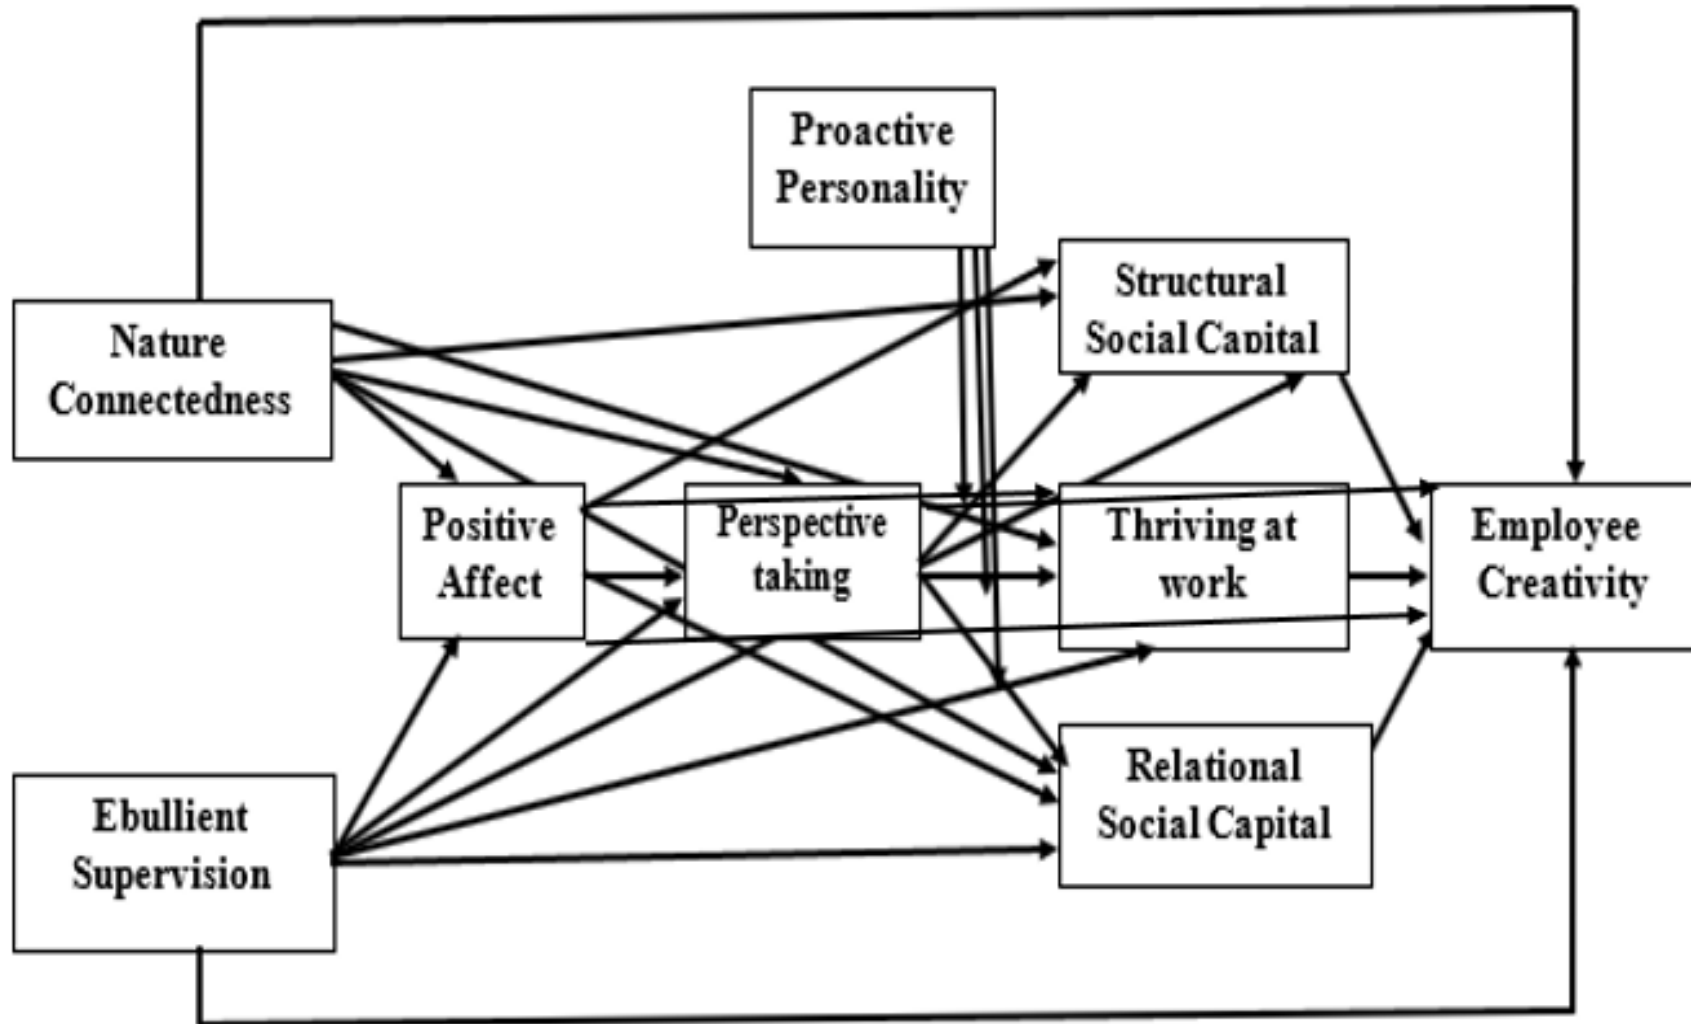 Proactive
Personality
Structural
Social Capital
Nature
Connectedness
Positive
Affect
Perspective
taking
Thriving at
work
Employee
Creativity
Relational
Social Capital
Ebullient
Supervision